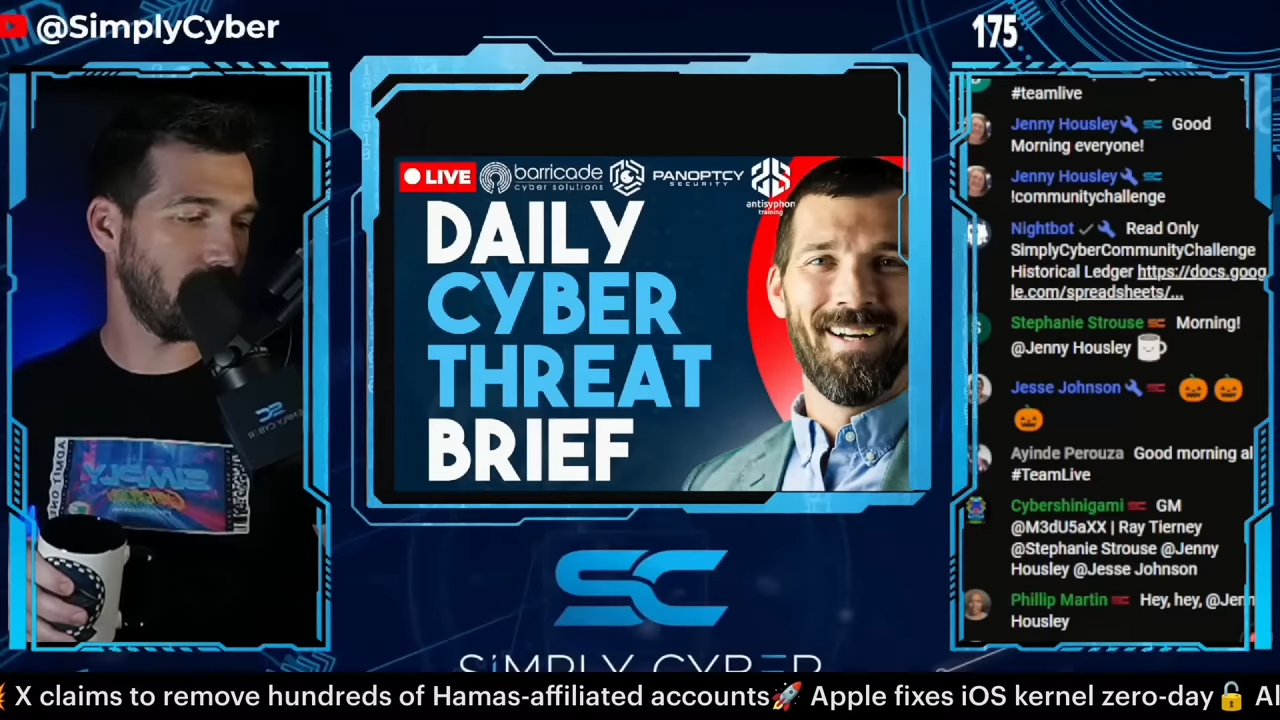 @SimplyCyber
175
#teamlive
Jenny Housley Good
Morning everyone!
Jenny Housley
!communitychallenge
Nightbot Read Only
SimplyCyberCommunityChallenge
Historical Ledger https://docs.goog
le.com/spreadsheets/...
Stephanie Strouse Morning!
@Jenny Housley
Jesse Johnson
Ayinde Perouza Good morning al
#TeamLive
Cybershinigami GM
@M3dU5aXX | Ray Tierney
@Stephanie Strouse @Jenny
Housley @Jesse Johnson
Phillip Martin Hey, hey, @Jenn
Housley
LIVE
barricade
cyber solutions
PANOPTCY
SECURITY
antisyphon
training
DAILY
CYBER
THREAT
BRIEF
SC
SIMPLY CYBER
X claims to remove hundreds of Hamas-affiliated accounts🚀 Apple fixes iOS kernel zero-day🔓 Al